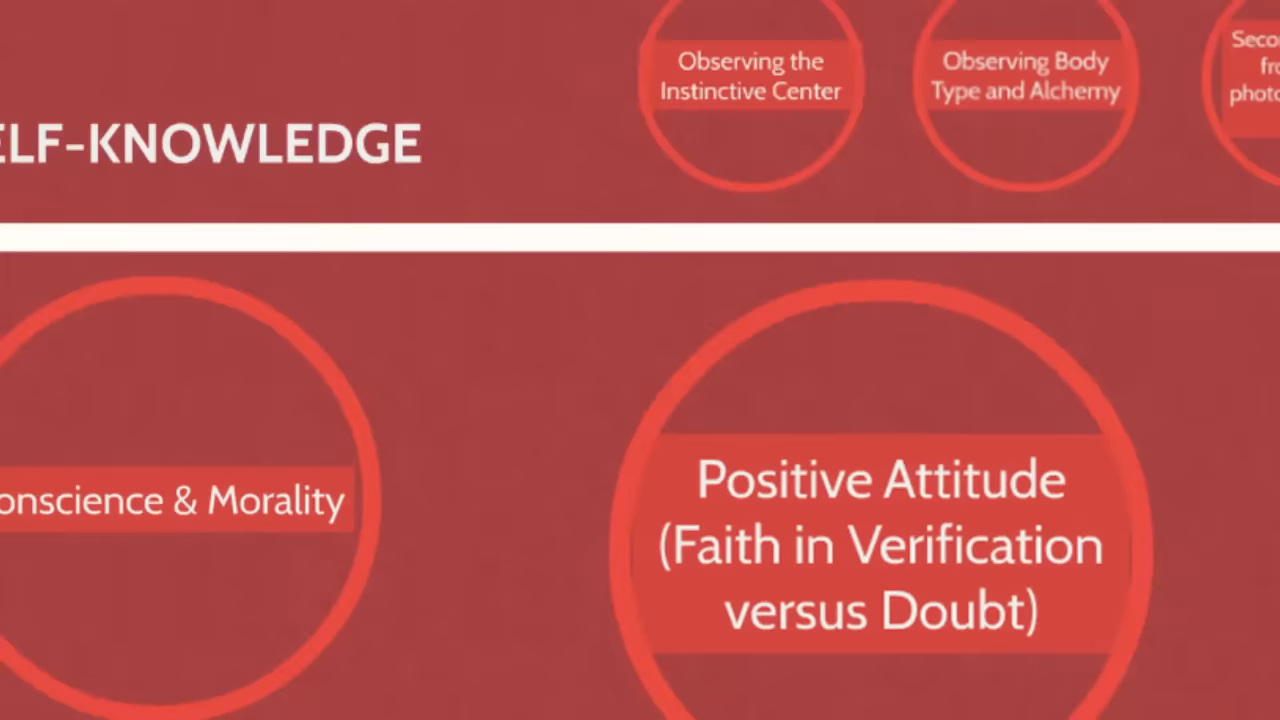 Observing the
Instinctive Center
Observing Body
Type and Alchemy
ELF-KNOWLEDGE
onscience & Morality
Positive Attitude
(Faith in Verification
versus Doubt)